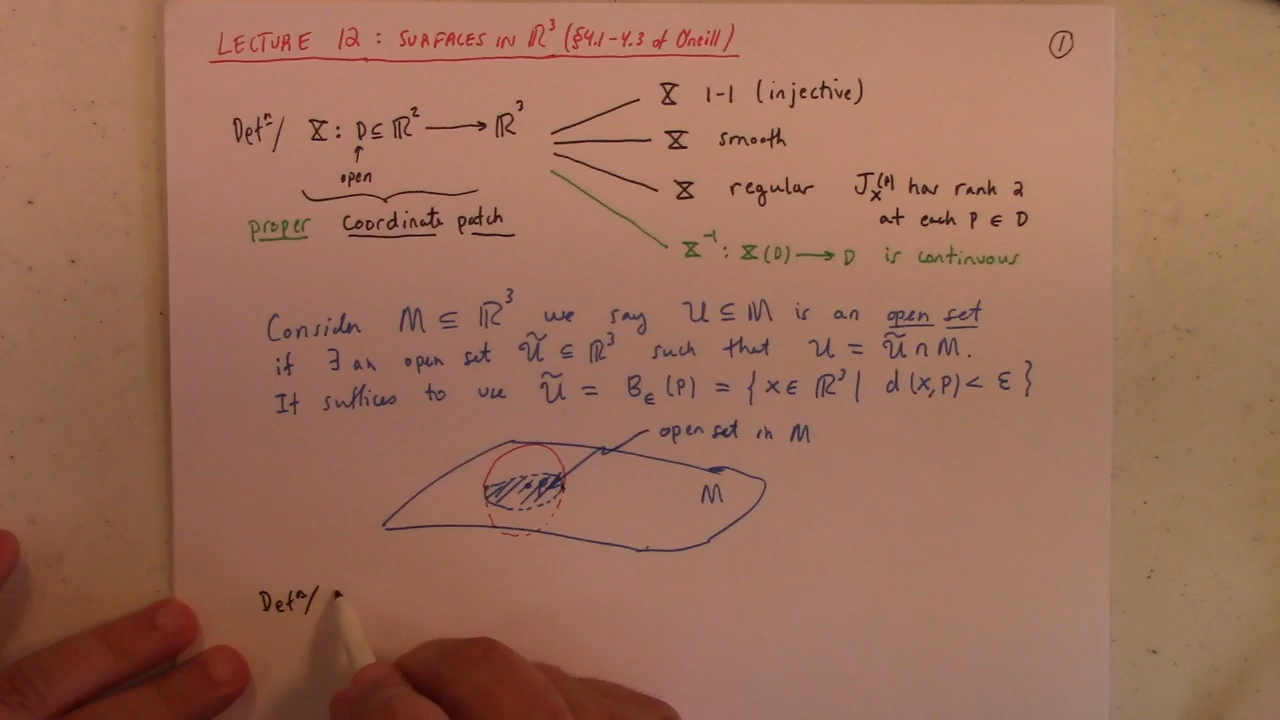 LECTURE 12 : SURFACES IN ℝ³ (§4.1-4.3 of Oneill)
①
Defⁿ/ X : D ⊆ ℝ² ⟶ ℝ³
↑
open
proper coordinate patch
X 1-1 (injective)
X smooth
X regular J_X(p) has rank 2
at each P ∈ D
X⁻¹ : X(D) ⟶ D is continuous
Consider M ⊆ ℝ³ we say U ⊆ M is an open set
if ∃ an open set Ũ ⊆ ℝ³ such that U = Ũ ∩ M.
It suffices to use Ũ = B_ε(P) = { x ∈ ℝ³ | d(x,p) < ε }
open set in M
M
Defⁿ/